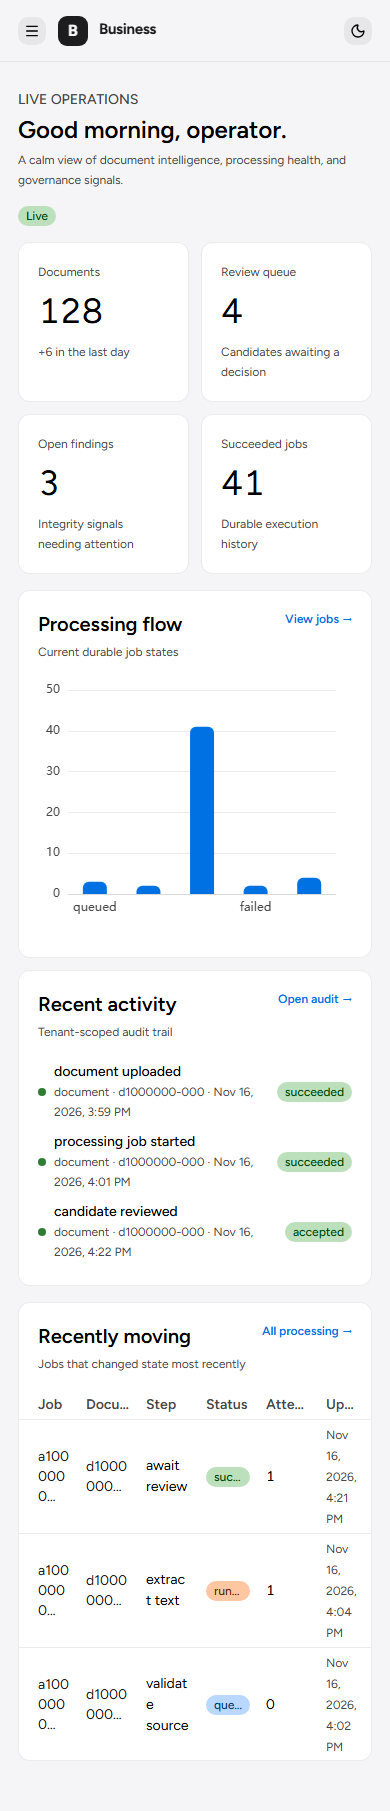 B Business
LIVE OPERATIONS
Good morning, operator.
A calm view of document intelligence, processing health, and
governance signals.
Live
Documents
128
+6 in the last day
Review queue
4
Candidates awaiting a
decision
Open findings
3
Integrity signals
needing attention
Succeeded jobs
41
Durable execution
history
Processing flow
View jobs →
Current durable job states
50
40
30
20
10
0
queued failed
Recent activity
Open audit →
Tenant-scoped audit trail
document uploaded
document · d1000000-000 · Nov 16,
2026, 3:59 PM
succeeded
processing job started
document · d1000000-000 · Nov 16,
2026, 4:01 PM
succeeded
candidate reviewed
document · d1000000-000 · Nov 16,
2026, 4:22 PM
accepted
Recently moving
All processing →
Jobs that changed state most recently
Job Docu... Step Status Atte... Up...
a100
000
0...
d1000
000...
await
review
suc...
1
Nov
16,
2026,
4:21
PM
a100
000
0...
d1000
000...
extrac
t text
run...
1
Nov
16,
2026,
4:04
PM
a100
000
0...
d1000
000...
validat
e
source
que...
0
Nov
16,
2026,
4:02
PM